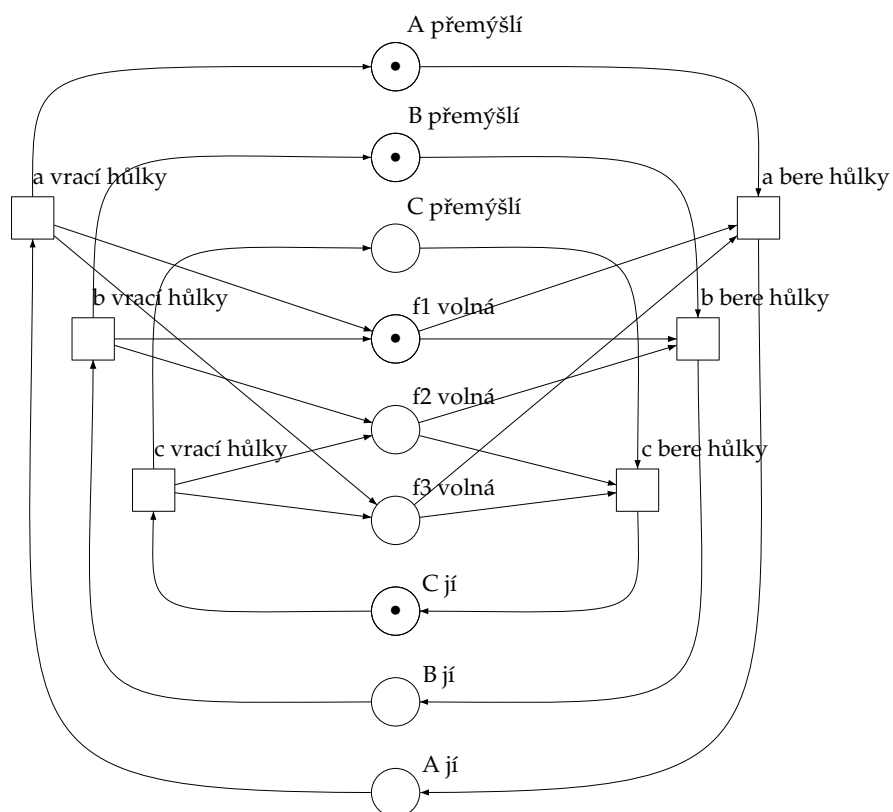 A přemýšlí
B přemýšlí
a vrací hůlky
a bere hůlky
C přemýšlí
b vrací hůlky
f1 volná
b bere hůlky
f2 volná
c vrací hůlky
c bere hůlky
f3 volná
C jí
B jí
A jí